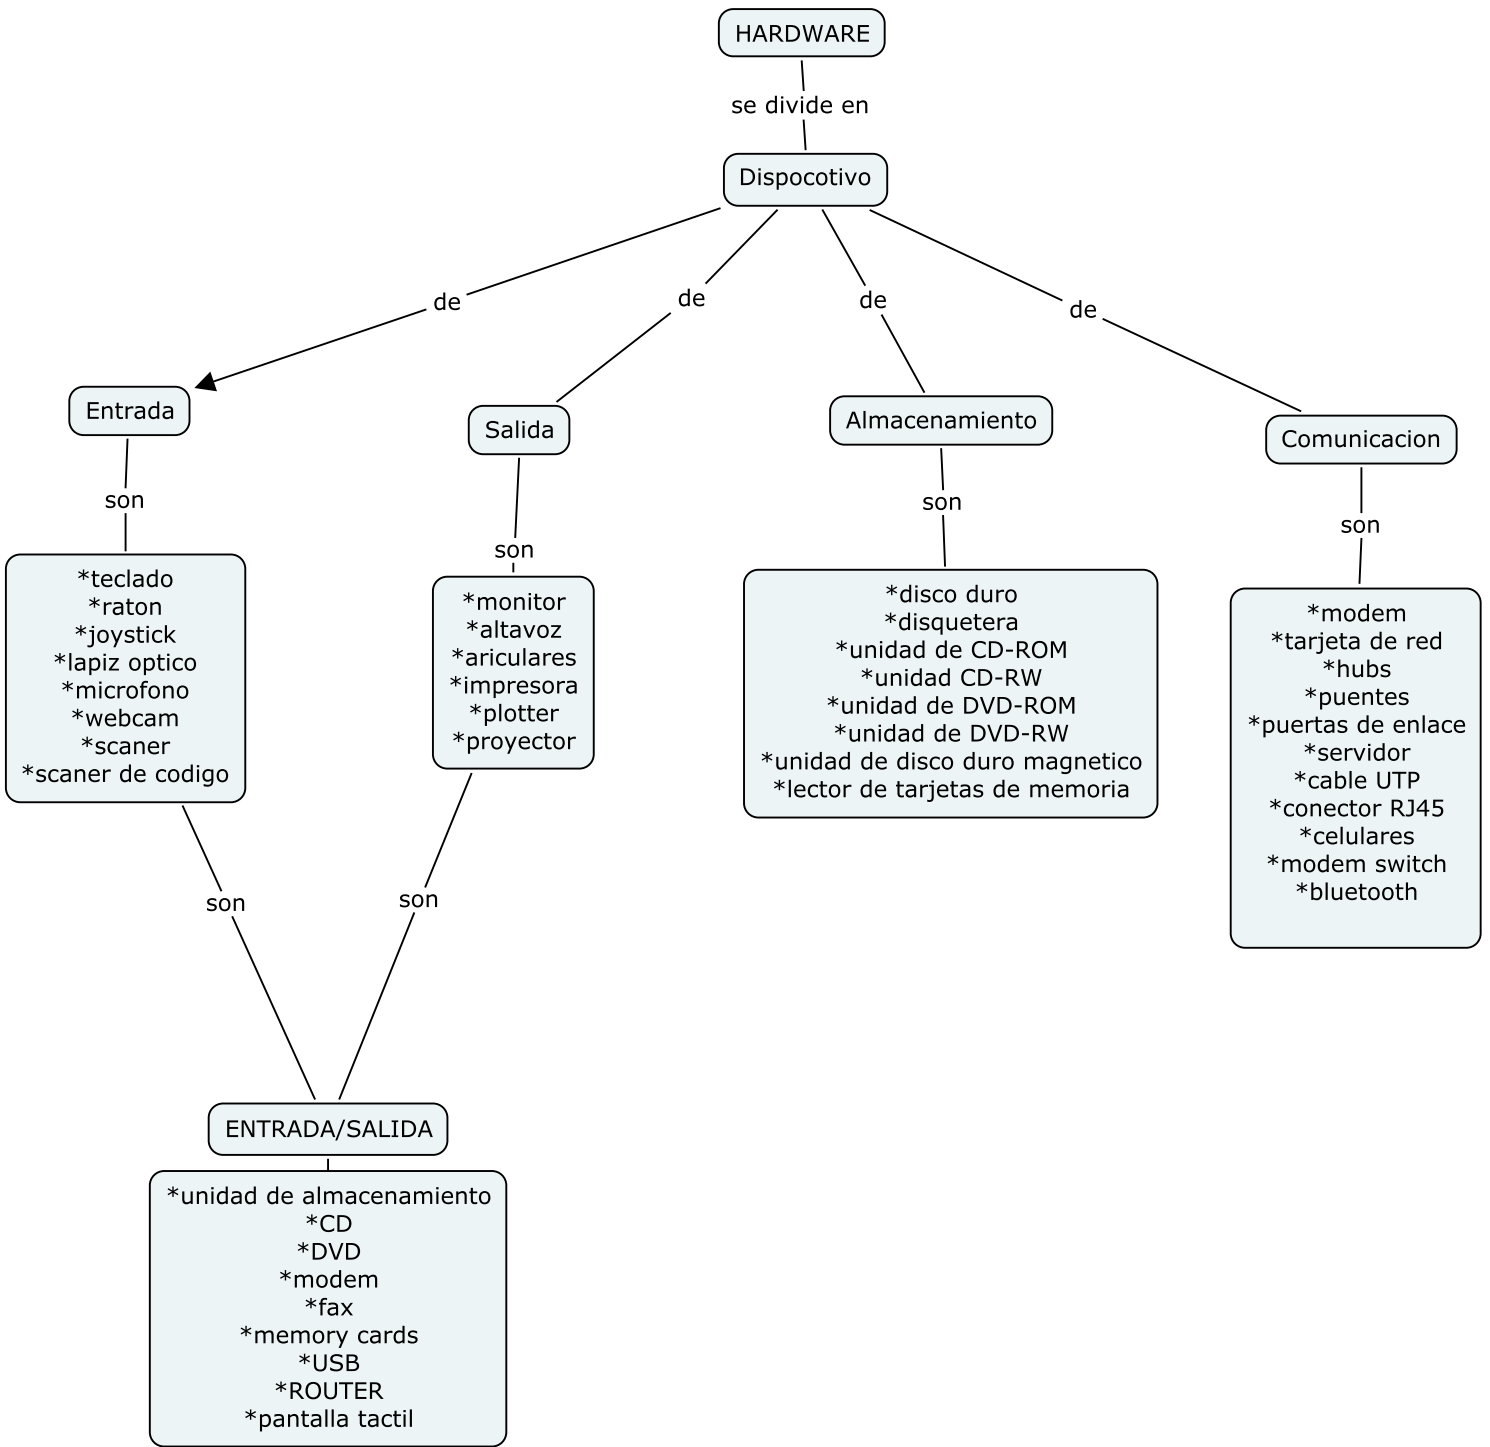 HARDWARE
se divide en
Dispocotivo
de
de
de
de
Entrada
Salida
Almacenamiento
Comunicacion
son
son
son
son
*teclado
*raton
*joystick
*lapiz optico
*microfono
*webcam
*scaner
*scaner de codigo
*monitor
*altavoz
*ariculares
*impresora
*plotter
*proyector
*disco duro
*disquetera
*unidad de CD-ROM
*unidad CD-RW
*unidad de DVD-ROM
*unidad de DVD-RW
*unidad de disco duro magnetico
*lector de tarjetas de memoria
*modem
*tarjeta de red
*hubs
*puentes
*puertas de enlace
*servidor
*cable UTP
*conector RJ45
*celulares
*modem switch
*bluetooth
son
son
ENTRADA/SALIDA
*unidad de almacenamiento
*CD
*DVD
*modem
*fax
*memory cards
*USB
*ROUTER
*pantalla tactil